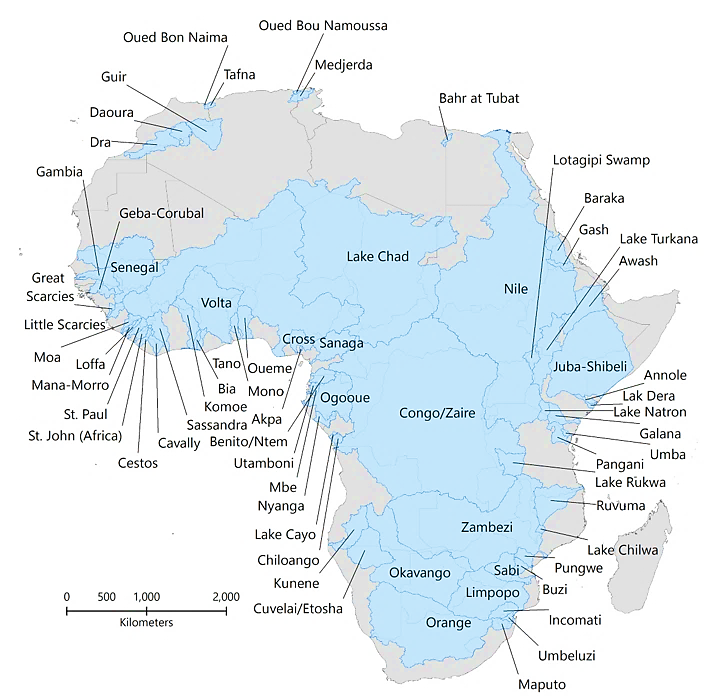 Oued Bou Namoussa
Oued Bon Naima
Medjerda
Tafna
Guir
Bahr at Tubat
Daoura
Dra
Lotagipi Swamp
Gambia
Baraka
Geba-Corubal
Gash
Lake Turkana
Awash
Lake Chad
Senegal
Great
Scarcies
Nile
Volta
Little Scarcies
Cross
Sanaga
Moa
Loffa
Tano
Oueme
Juba-Shibeli
Annole
Mana-Morro
Bia
Mono
Lak Dera
Ogooue
Komoe
St. Paul
Congo/Zaire
Lake Natron
Akpa
Sassandra
Galana
St. John (Africa)
Cavally
Benito/Ntem
Umba
Cestos
Utamboni
Pangani
Lake Rukwa
Mbe
Nyanga
Ruvuma
Zambezi
Lake Cayo
Lake Chilwa
Chiloango
Pungwe
Sabi
Okavango
Kunene
Buzi
Limpopo
0 500 1,000 2,000
Kilometers
Cuvelai/Etosha
Incomati
Orange
Umbeluzi
Maputo